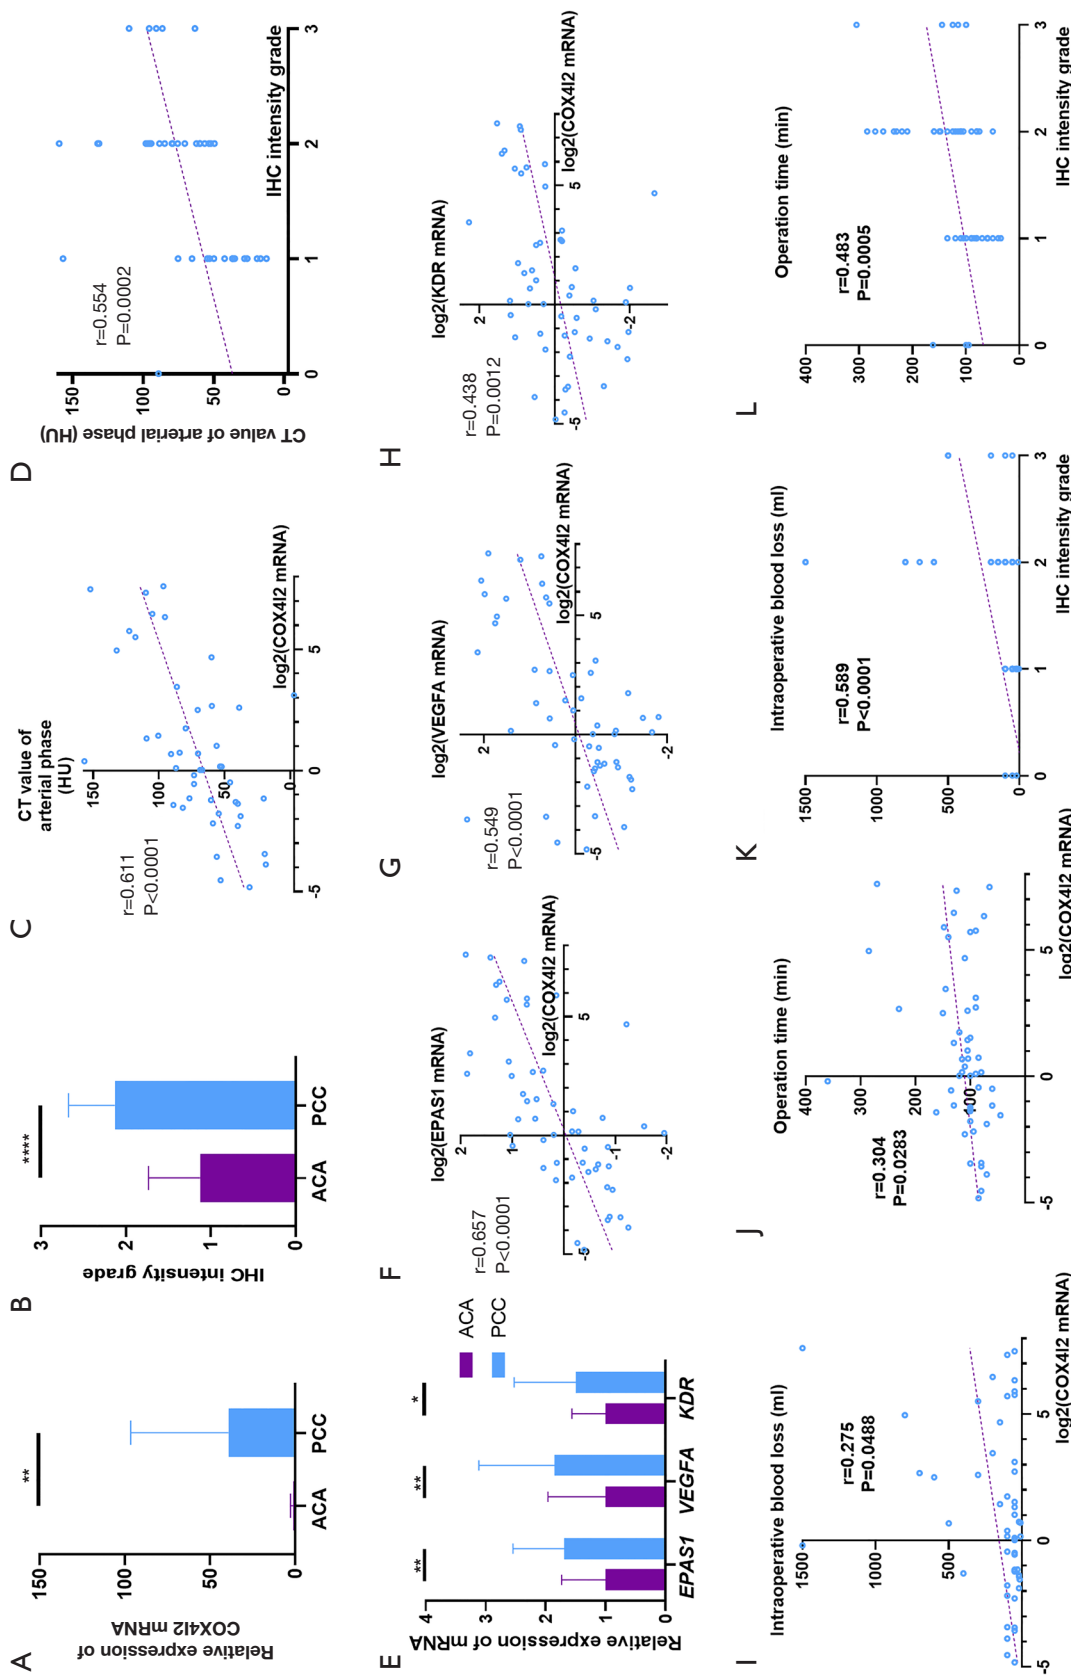 A
Relative expression of
COX4I2 mRNA
150
100
50
0
**
ACA
PCC
B
IHC intensity grade
3
2
1
0
****
ACA
PCC
C
CT value of
arterial phase
(HU)
r=0.611
P<0.0001
150
100
50
0
-5
0
5
log2(COX4I2 mRNA)
D
CT value of arterial phase (HU)
r=0.554
P=0.0002
150
100
50
0
0
1
2
3
IHC intensity grade
E
Relative expression of mRNA
4
3
2
1
0
**
**
*
EPAS1
VEGFA
KDR
ACA
PCC
F
log2(EPAS1 mRNA)
r=0.657
P<0.0001
2
1
-1
-2
-5
5
log2(COX4I2 mRNA)
G
log2(VEGFA mRNA)
r=0.549
P<0.0001
2
-2
-5
5
log2(COX4I2 mRNA)
H
log2(KDR mRNA)
r=0.438
P=0.0012
2
-2
-5
5
log2(COX4I2 mRNA)
I
Intraoperative blood loss (ml)
r=0.275
P=0.0488
1500
1000
500
-5
0
5
log2(COX4I2 mRNA)
J
Operation time (min)
r=0.304
P=0.0283
400
300
200
100
-5
0
5
log2(COX4I2 mRNA)
K
Intraoperative blood loss (ml)
r=0.589
P<0.0001
1500
1000
500
0
0
1
2
3
IHC intensity grade
L
Operation time (min)
r=0.483
P=0.0005
400
300
200
100
0
0
1
2
3
IHC intensity grade